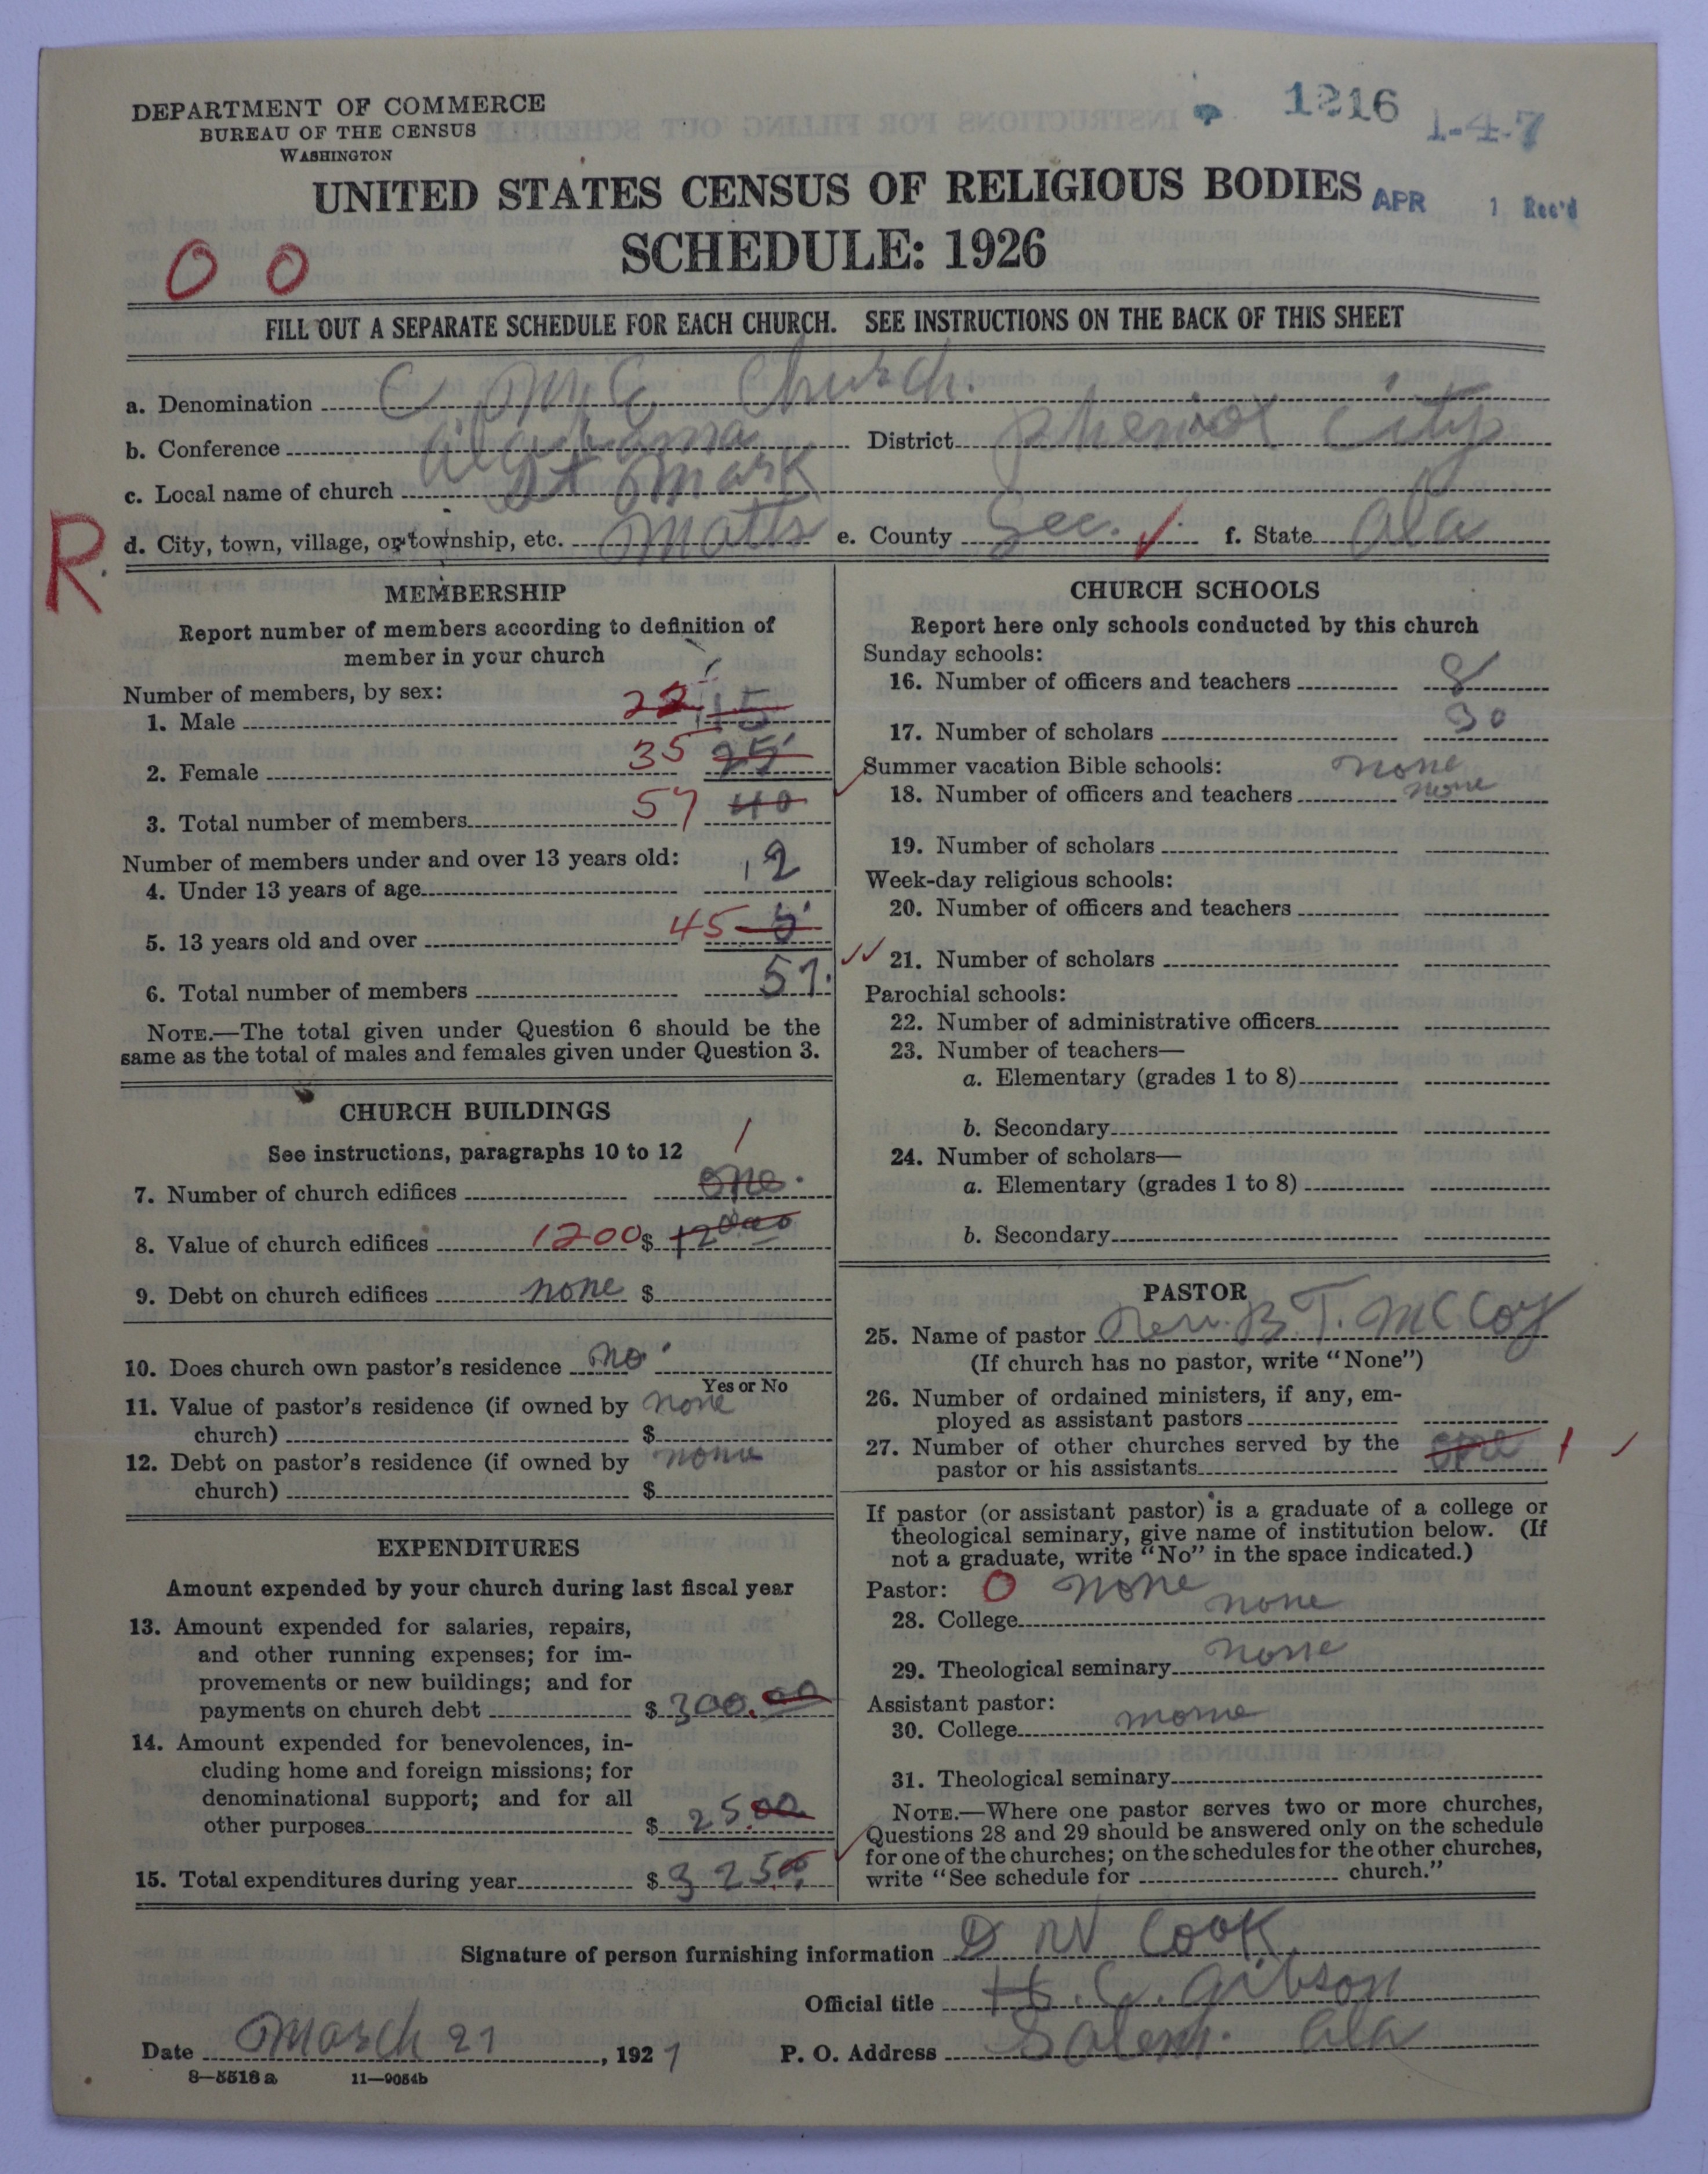 1216
1-4-7
DEPARTMENT OF COMMERCE
BUREAU OF THE CENSUS
WASHINGTON
UNITED STATES CENSUS OF RELIGIOUS BODIES
APR 1 Rec'd
SCHEDULE: 1926
0 0
FILL OUT A SEPARATE SCHEDULE FOR EACH CHURCH. SEE INSTRUCTIONS ON THE BACK OF THIS SHEET
a. Denomination C M E Church.
b. Conference Alabama District Phenix City
c. Local name of church St Mark
R
d. City, town, village, or township, etc. Motts e. County Lee. f. State Ala
MEMBERSHIP
Report number of members according to definition of
member in your church
Number of members, by sex:
1. Male 22 15
2. Female 35 25
3. Total number of members 57 40
Number of members under and over 13 years old:
4. Under 13 years of age 12
5. 13 years old and over 45 5
6. Total number of members 57.
NOTE.—The total given under Question 6 should be the
same as the total of males and females given under Question 3.
CHURCH BUILDINGS
See instructions, paragraphs 10 to 12
1
7. Number of church edifices one.
8. Value of church edifices 1200 $ 12000
9. Debt on church edifices none $
10. Does church own pastor's residence no
Yes or No
11. Value of pastor's residence (if owned by none
church) $
12. Debt on pastor's residence (if owned by none
church) $
EXPENDITURES
Amount expended by your church during last fiscal year
13. Amount expended for salaries, repairs,
and other running expenses; for im-
provements or new buildings; and for
payments on church debt $ 300.00
14. Amount expended for benevolences, in-
cluding home and foreign missions; for
denominational support; and for all
other purposes $ 25.00
15. Total expenditures during year $ 325
CHURCH SCHOOLS
Report here only schools conducted by this church
Sunday schools:
16. Number of officers and teachers 8
17. Number of scholars 30
Summer vacation Bible schools: none
18. Number of officers and teachers none
19. Number of scholars
Week-day religious schools:
20. Number of officers and teachers
21. Number of scholars
Parochial schools:
22. Number of administrative officers
23. Number of teachers—
a. Elementary (grades 1 to 8)
b. Secondary
24. Number of scholars—
a. Elementary (grades 1 to 8)
b. Secondary
PASTOR
25. Name of pastor Rev. B. T. McCoy
(If church has no pastor, write "None")
26. Number of ordained ministers, if any, em-
ployed as assistant pastors
27. Number of other churches served by the one 1
pastor or his assistants
If pastor (or assistant pastor) is a graduate of a college or
theological seminary, give name of institution below. (If
not a graduate, write "No" in the space indicated.)
Pastor: 0 none
28. College none
29. Theological seminary none
Assistant pastor:
30. College none
31. Theological seminary
NOTE.—Where one pastor serves two or more churches,
Questions 28 and 29 should be answered only on the schedule
for one of the churches; on the schedules for the other churches,
write "See schedule for church."
Signature of person furnishing information D W Cook
Official title H. C. Gibson
Date March 21, 1927 P. O. Address Salem. Ala
8—5518 a 11—9054b